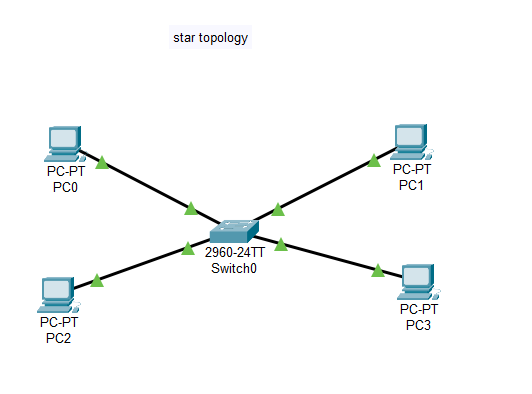 star topology
PC-PT
PC0
PC-PT
PC1
2960-24TT
Switch0
PC-PT
PC2
PC-PT
PC3